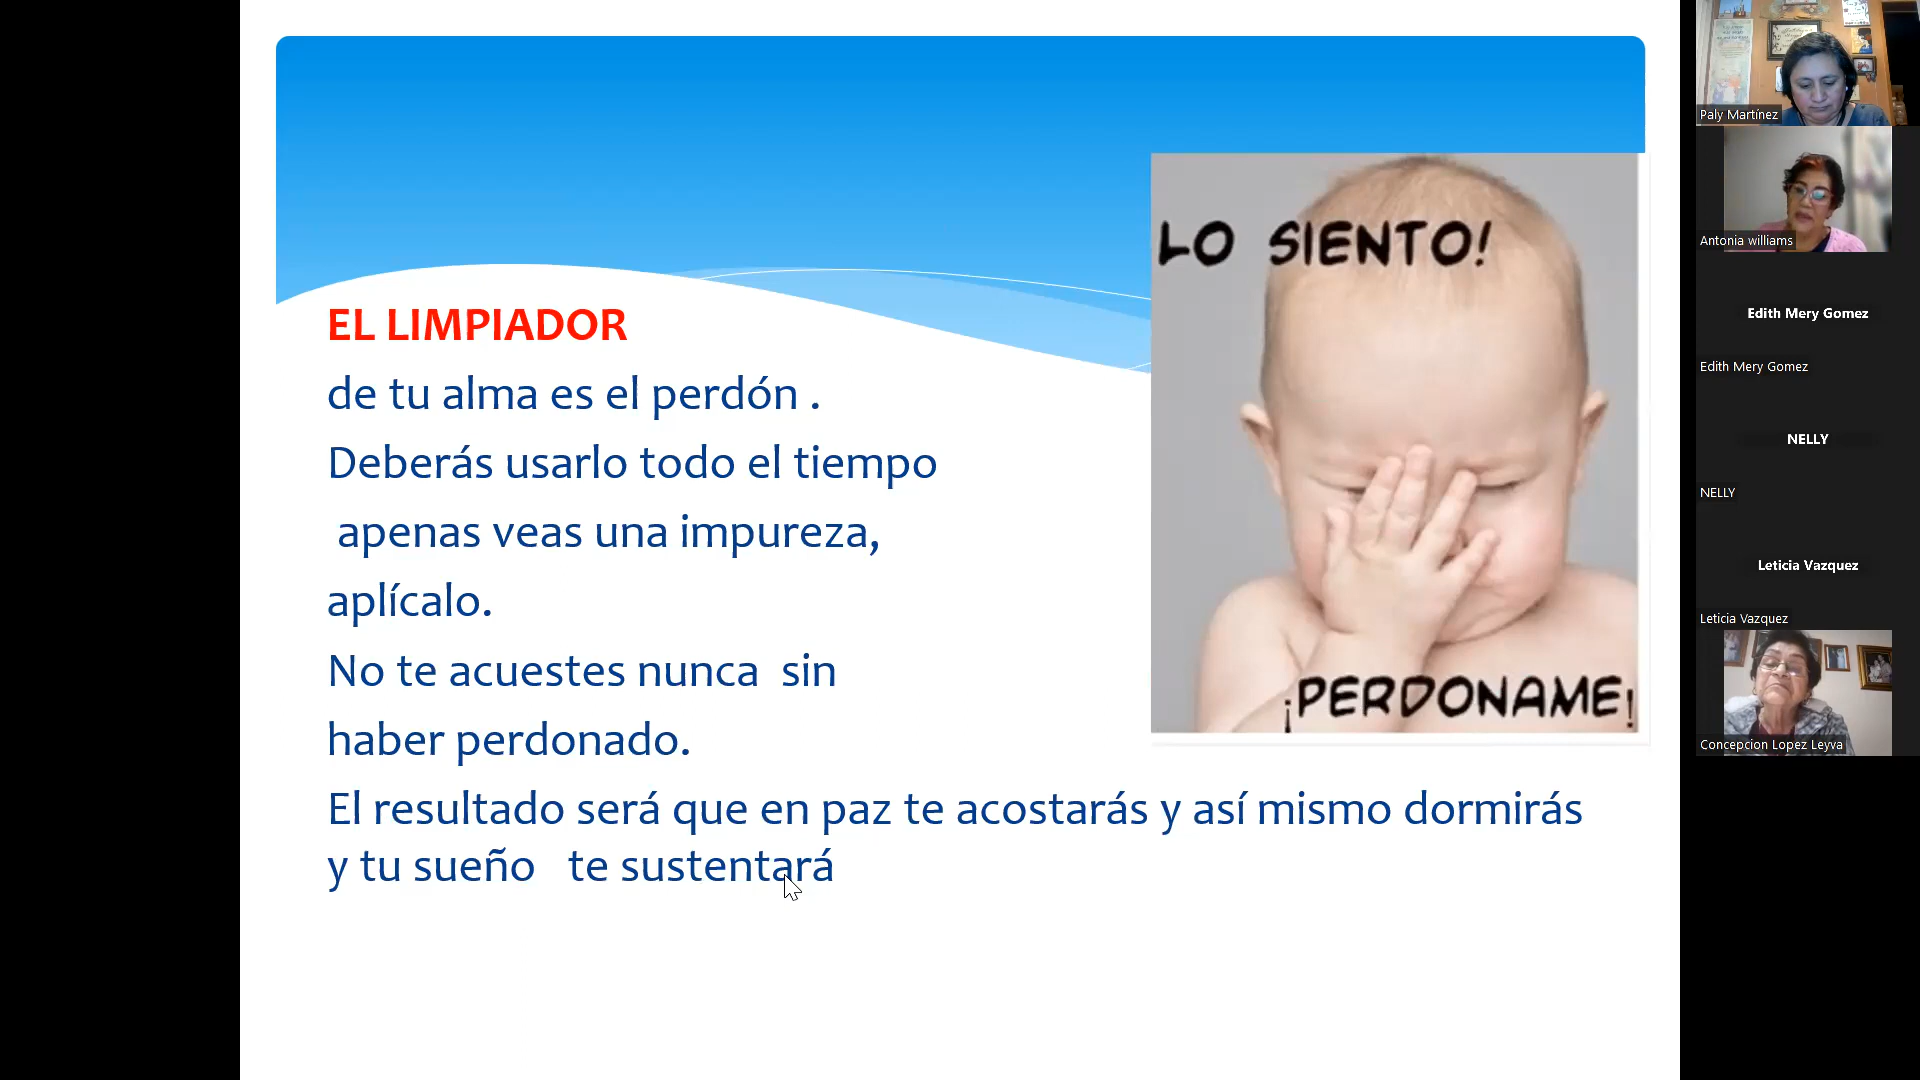 EL LIMPIADOR
de tu alma es el perdón .
Deberás usarlo todo el tiempo
apenas veas una impureza,
aplícalo.
No te acuestes nunca sin
haber perdonado.
El resultado será que en paz te acostarás y así mismo dormirás
y tu sueño te sustentará
LO SIENTO!
¡PERDONAME!
Paly Martínez
Antonia williams
Edith Mery Gomez
Edith Mery Gomez
NELLY
NELLY
Leticia Vazquez
Leticia Vazquez
Concepcion Lopez Leyva